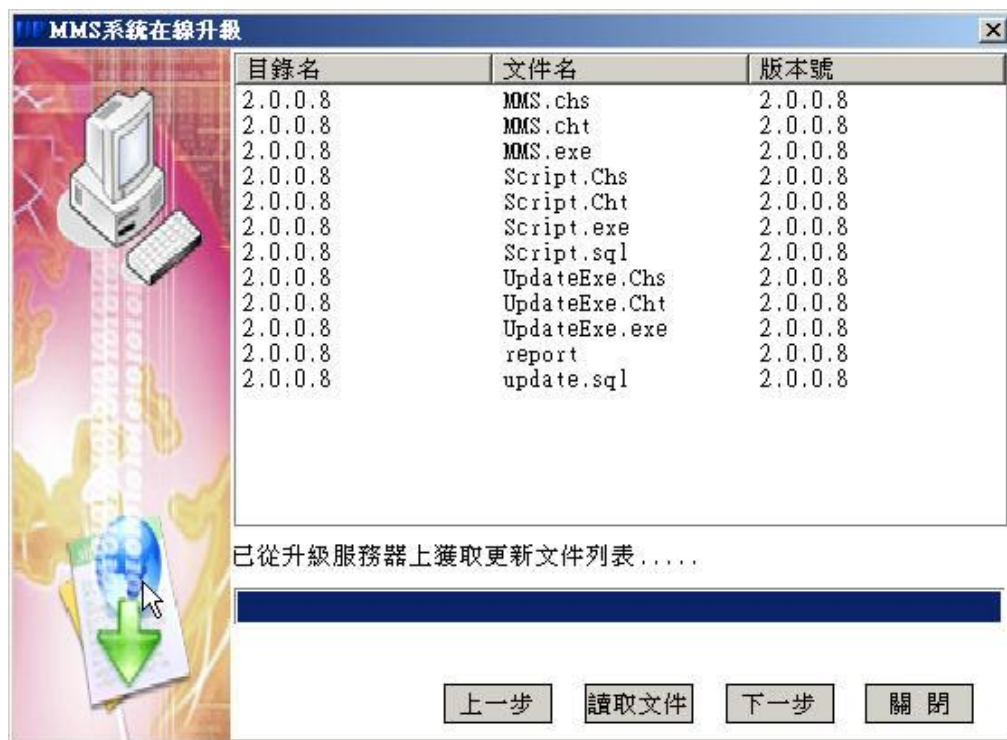 UP MMS系統在線升級
目錄名 文件名 版本號
2.0.0.8 MMS.chs 2.0.0.8
2.0.0.8 MMS.cht 2.0.0.8
2.0.0.8 MMS.exe 2.0.0.8
2.0.0.8 Script.Chs 2.0.0.8
2.0.0.8 Script.Cht 2.0.0.8
2.0.0.8 Script.exe 2.0.0.8
2.0.0.8 Script.sql 2.0.0.8
2.0.0.8 UpdateExe.Chs 2.0.0.8
2.0.0.8 UpdateExe.Cht 2.0.0.8
2.0.0.8 UpdateExe.exe 2.0.0.8
2.0.0.8 report 2.0.0.8
2.0.0.8 update.sql 2.0.0.8
已從升級服務器上獲取更新文件列表.....
上一步 讀取文件 下一步 關 閉